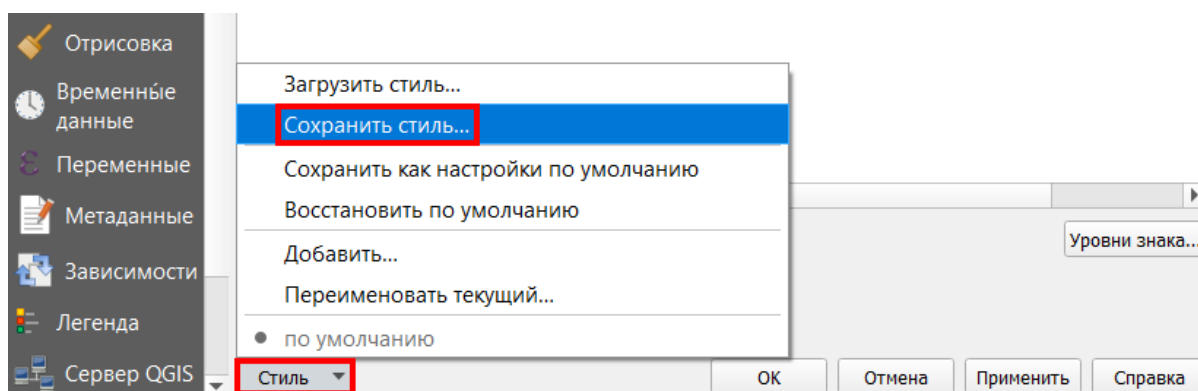 Отрисовка
Временны́е
данные
Переменные
Метаданные
Зависимости
Легенда
Сервер QGIS
Загрузить стиль...
Сохранить стиль...
Сохранить как настройки по умолчанию
Восстановить по умолчанию
Добавить...
Переименовать текущий...
по умолчанию
Уровни знака...
Стиль
ОК
Отмена
Применить
Справка